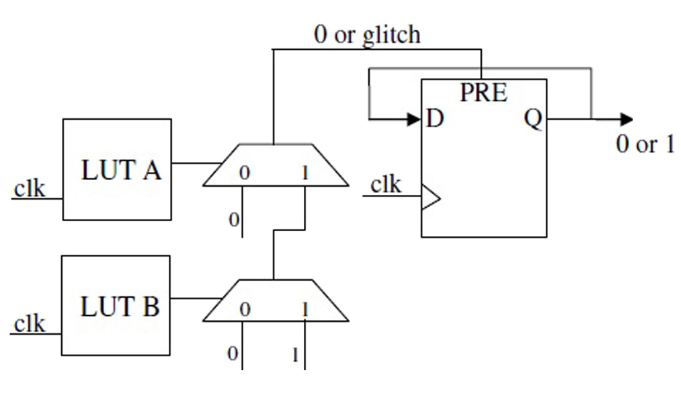 0 or glitch
PRE
D Q
0 or 1
clk
LUT A
clk
0 1
0
LUT B
clk
0 1
0 1